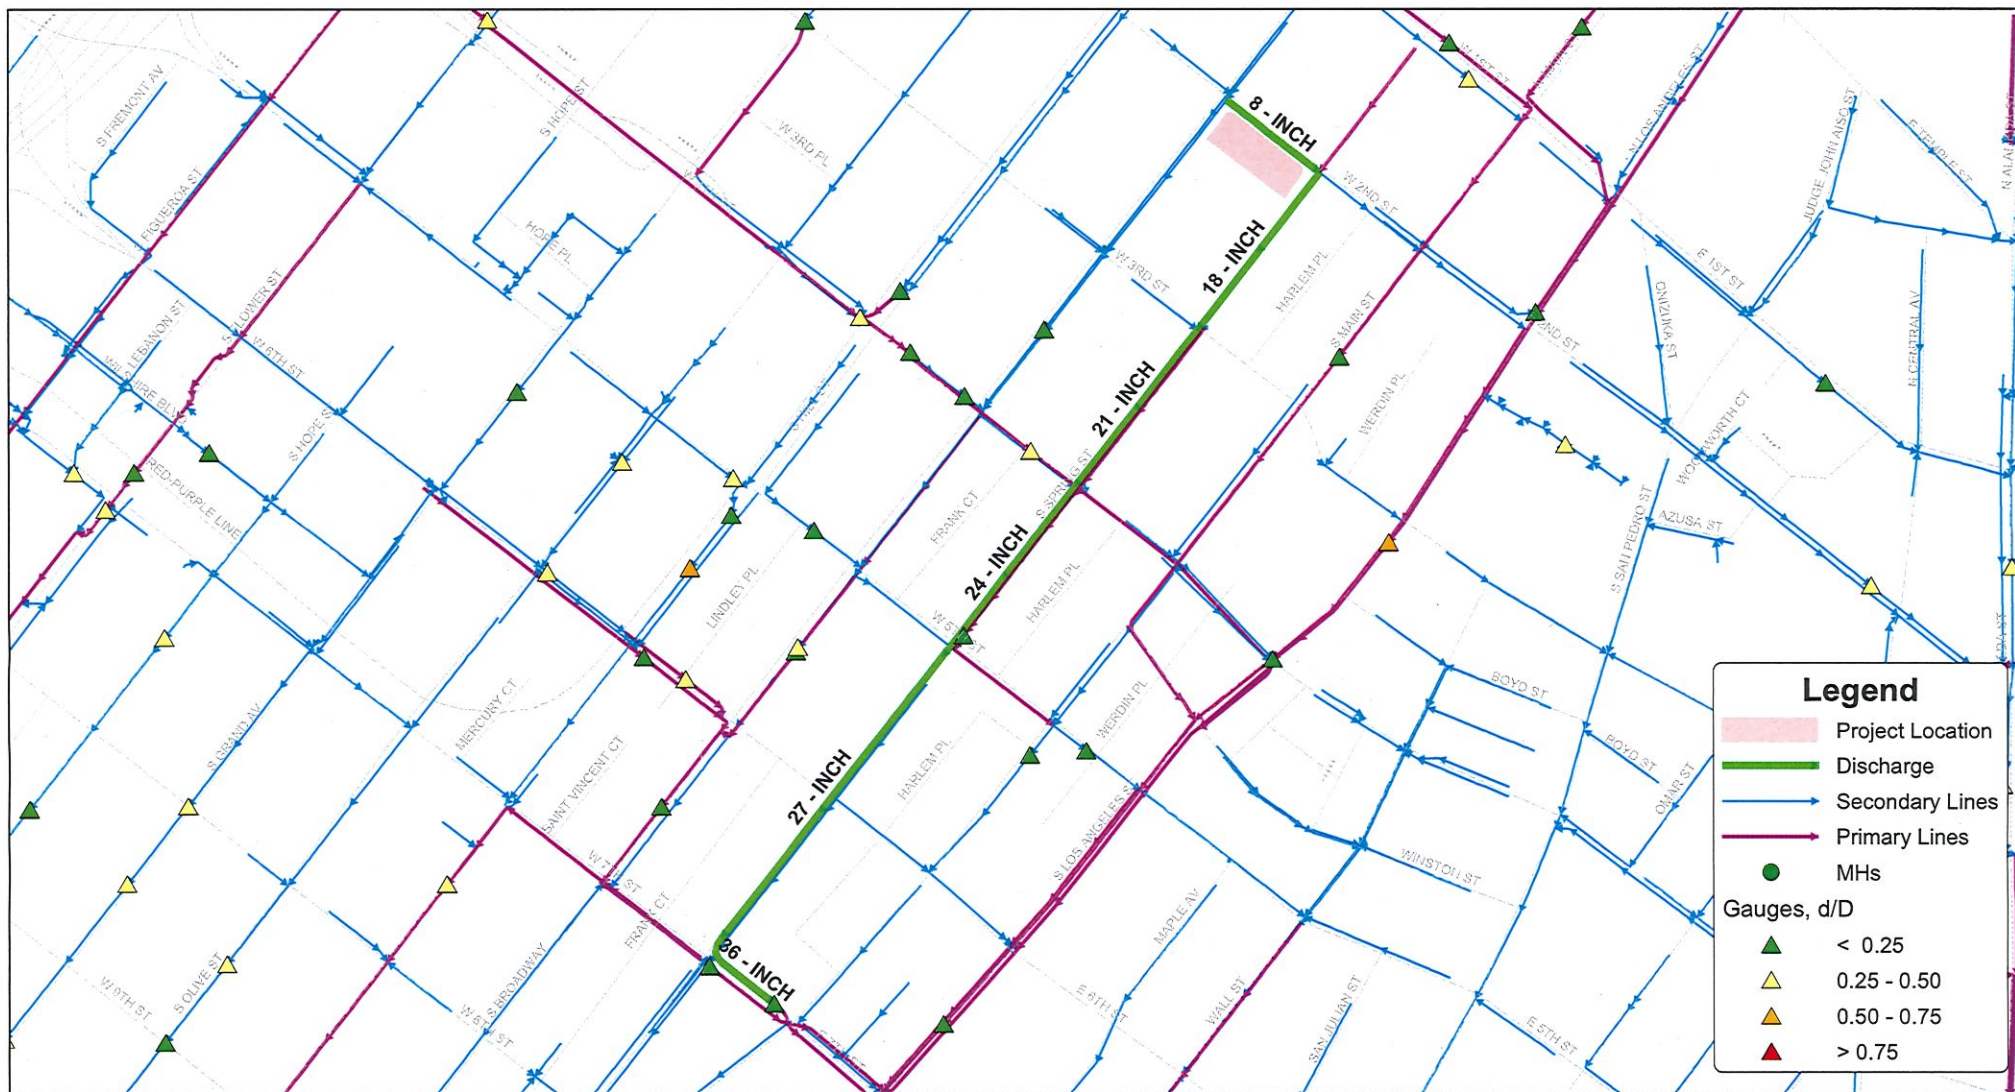 S FREMONT AV
S HOPE ST
W 3RD PL
8 - INCH
W 1ST ST
N LOS ANGELES ST
JUDGE JOHN AISO ST
E TEMPLE ST
S FIGUEROA ST
HOPE PL
W 2ND ST
W 3RD ST
18 - INCH
HARLEM PL
E 1ST ST
S FLOWER ST
LEBANON ST
W 6TH ST
WILSHIRE BLVD
S MAIN ST
2ND ST
ONIZUKA ST
N CENTRAL AV
21 - INCH
WERDIN PL
WOODWORTH CT
S HOPE S
RED-PURPLE LINE
S SPRING ST
FRANK CT
AZUSA ST
S SAN PEDRO ST
24 - INCH
HARLEM PL
LINDLEY PL
W 5TH ST
BOYD ST
WERDIN PL
MERCURY CT
S GRAND AV
HARLEM PL
27 - INCH
BOYD ST
OMAR ST
SAINT VINCENT CT
S LOS ANGELES S
WINSTON ST
W 7TH ST
FRANK CT
MAPLE AV
36 - INCH
S OLIVE ST
W 9TH ST
S BROADWAY
W 8TH ST
E 6TH ST
WALL ST
SAN JULIAN ST
E 5TH ST
E 7TH ST
Legend
Project Location
Discharge
Secondary Lines
Primary Lines
MHs
Gauges, d/D
< 0.25
0.25 - 0.50
0.50 - 0.75
> 0.75